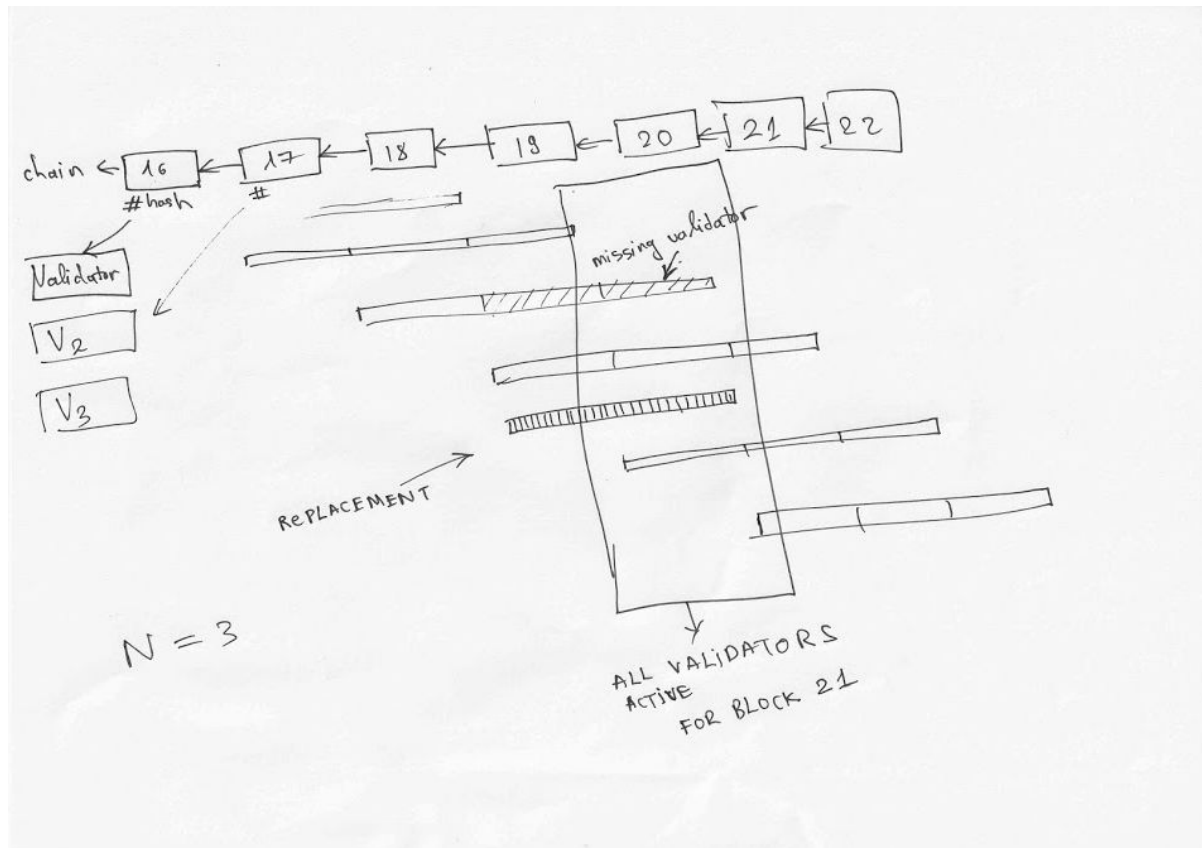 chain ← 16 ← 17 ← 18 ← 19 ← 20 ← 21 ← 22
#hash
#
Validator
V2
V3
missing validator
REPLACEMENT
N = 3
ALL VALIDATORS
ACTIVE
FOR BLOCK 21